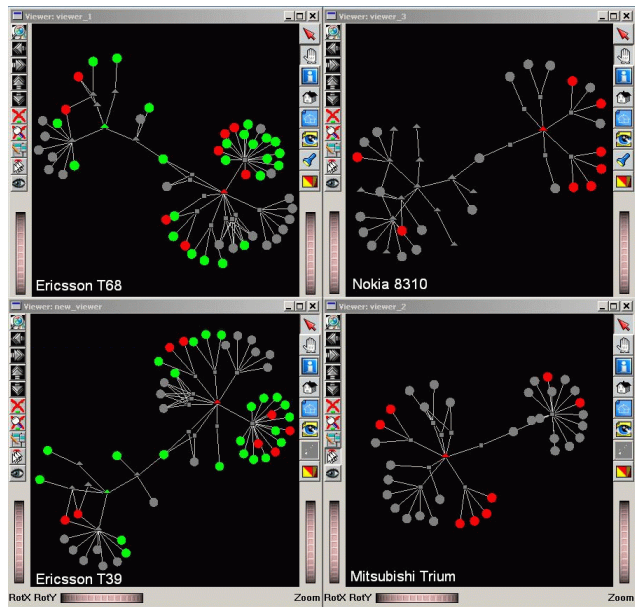 Viewer: viewer_1
Viewer: viewer_3
Ericsson T68
Nokia 8310
Viewer: new_viewer
Viewer: viewer_2
Ericsson T39
Mitsubishi Trium
RotX RotY
Zoom
RotX RotY
Zoom